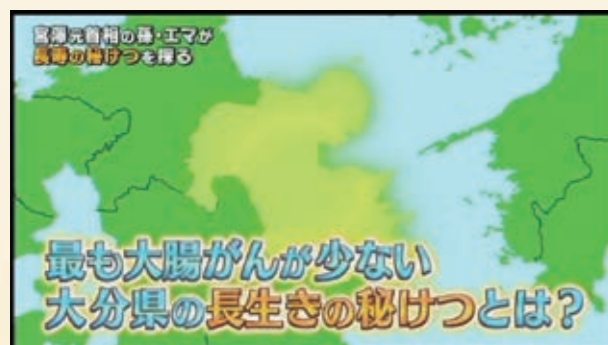 宮澤元首相の孫・エマが
長寿の秘けつを探る
最も大腸がんが少ない
大分県の長生きの秘けつとは?